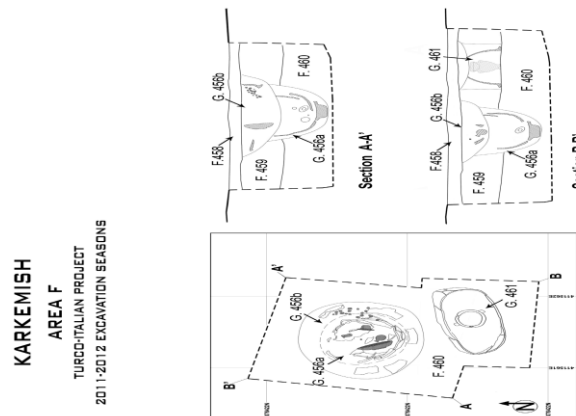 KARKEMISH
AREA F
TURCO-ITALIAN PROJECT
2011-2012 EXCAVATION SEASONS
G. 456b
F.458
F. 459
F. 460
G. 456a
Section A-A'
G. 461
G. 456b
F.458
F. 459
F. 460
G. 456a
A'
B'
G. 456b
G. 456a
F. 460
G. 461
A
B
N